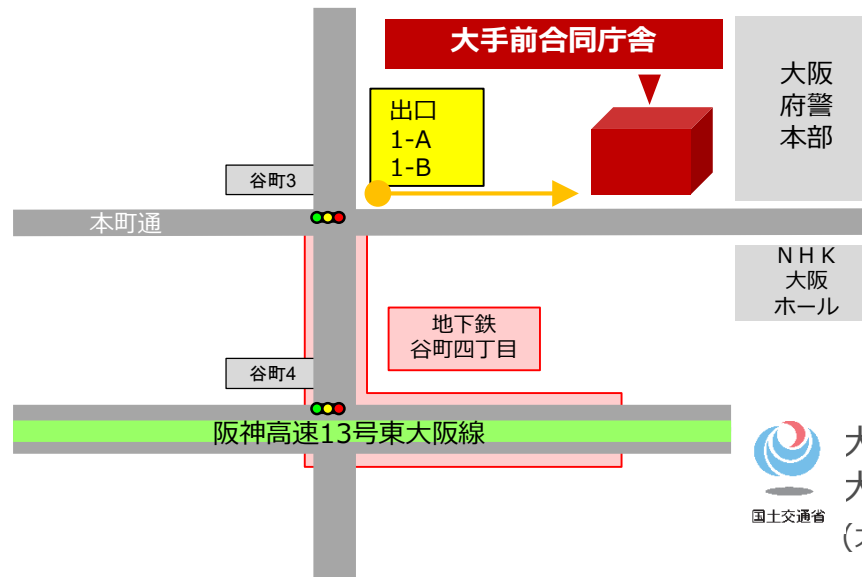 大手前合同庁舎
大阪
府警
本部
出口
1-A
1-B
谷町3
本町通
NHK
大阪
ホール
地下鉄
谷町四丁目
谷町4
阪神高速13号東大阪線
大
大
国土交通省